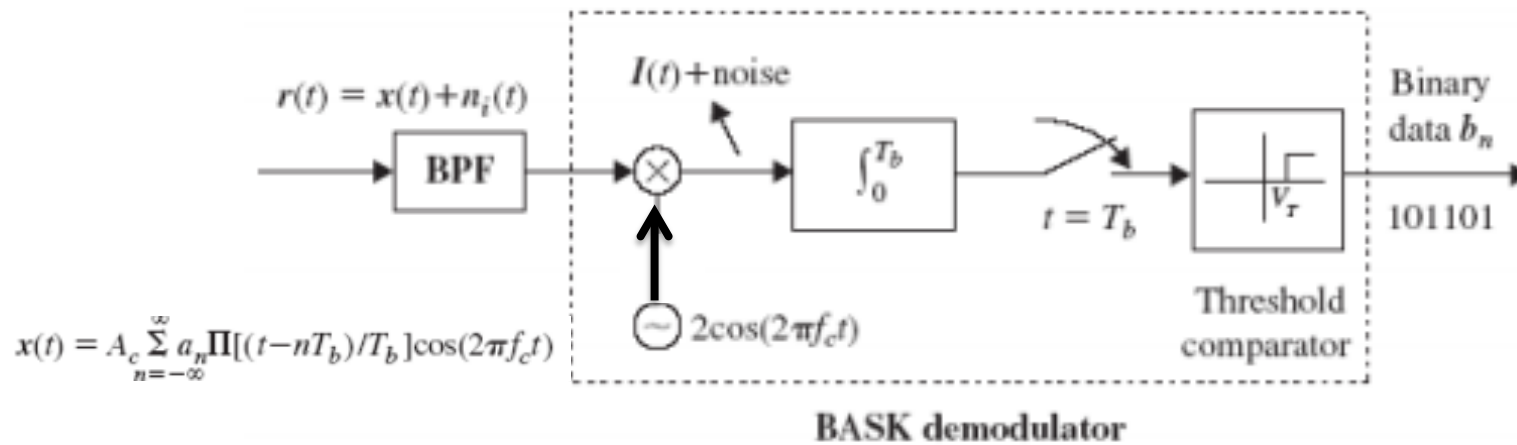 I(t)+noise
r(t) = x(t)+n_i(t)
BPF
∫_0^{T_b}
t = T_b
V_T
Binary
data b_n
101101
Threshold
comparator
2cos(2πf_ct)
x(t) = A_c ∑_{n=-∞}^{∞} a_n Π[(t-nT_b)/T_b]cos(2πf_ct)
BASK demodulator